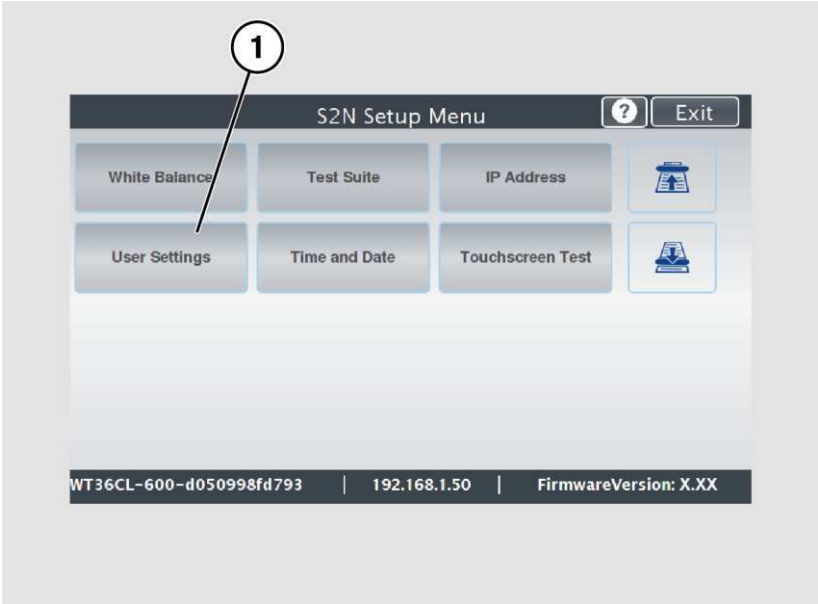 1
S2N Setup Menu ? Exit
White Balance Test Suite IP Address
User Settings Time and Date Touchscreen Test
WT36CL-600-d050998fd793 | 192.168.1.50 | FirmwareVersion: X.XX